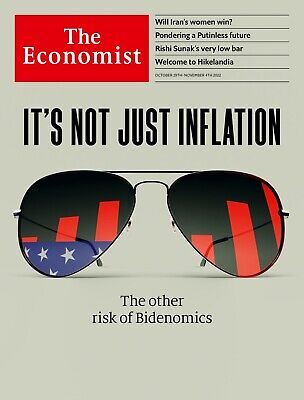 The
Economist
Will Iran's women win?
Pondering a Putinless future
Rishi Sunak's very low bar
Welcome to Hikelandia
OCTOBER 29TH–NOVEMBER 4TH 2022
IT'S NOT JUST INFLATION
The other
risk of Bidenomics